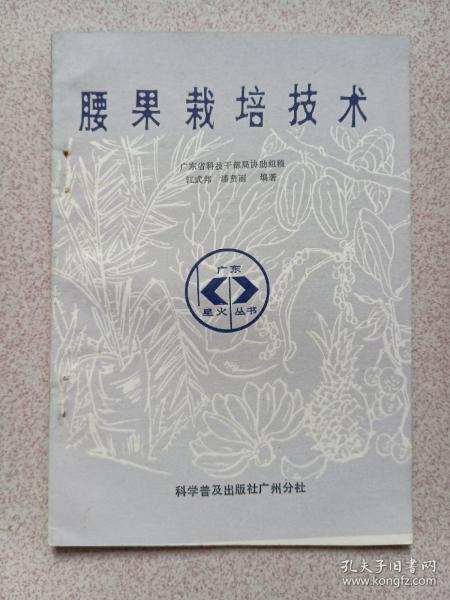 腰果栽培技术
广东省科技干部局协助组稿
江式邦 潘贲丽 编著
广东
星火丛书
科学普及出版社广州分社
孔夫子旧书网
www.kongfz.com